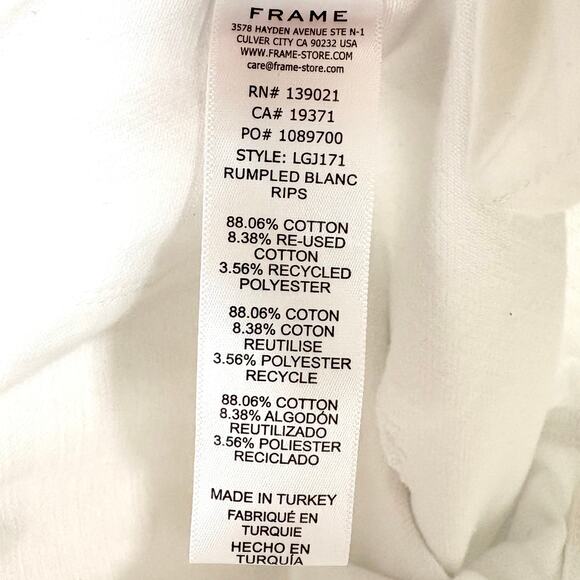 FRAME
3578 HAYDEN AVENUE STE N-1
CULVER CITY CA 90232 USA
WWW.FRAME-STORE.COM
care@frame-store.com
RN# 139021
CA# 19371
PO# 1089700
STYLE: LGJ171
RUMPLED BLANC
RIPS
88.06% COTTON
8.38% RE-USED
COTTON
3.56% RECYCLED
POLYESTER
88.06% COTON
8.38% COTON
REUTILISE
3.56% POLYESTER
RECYCLE
88.06% COTTON
8.38% ALGODÓN
REUTILIZADO
3.56% POLIESTER
RECICLADO
MADE IN TURKEY
FABRIQUÉ EN
TURQUIE
HECHO EN
TURQUÍA